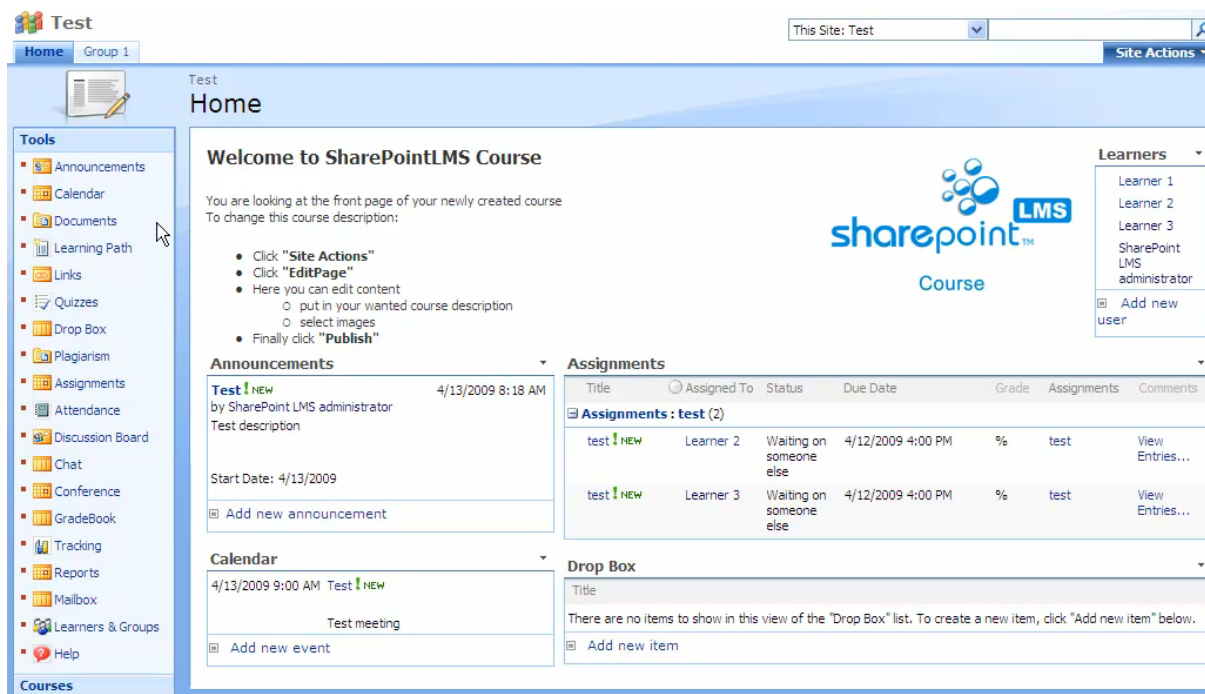 Test
This Site: Test
Home
Group 1
Site Actions
Test
Home
Tools
Announcements
Calendar
Documents
Learning Path
Links
Quizzes
Drop Box
Plagiarism
Assignments
Attendance
Discussion Board
Chat
Conference
GradeBook
Tracking
Reports
Mailbox
Learners & Groups
Help
Courses
Welcome to SharePointLMS Course
You are looking at the front page of your newly created course
To change this course description:
Click "Site Actions"
Click "EditPage"
Here you can edit content
put in your wanted course description
select images
Finally click "Publish"
sharepoint™ LMS
Course
Learners
Learner 1
Learner 2
Learner 3
SharePoint
LMS
administrator
Add new
user
Announcements
Test ! NEW 4/13/2009 8:18 AM
by SharePoint LMS administrator
Test description
Start Date: 4/13/2009
Add new announcement
Assignments
Title Assigned To Status Due Date Grade Assignments Comments
Assignments : test (2)
test ! NEW Learner 2 Waiting on 4/12/2009 4:00 PM % test View
someone Entries...
else
test ! NEW Learner 3 Waiting on 4/12/2009 4:00 PM % test View
someone Entries...
else
Calendar
4/13/2009 9:00 AM Test ! NEW
Test meeting
Add new event
Drop Box
Title
There are no items to show in this view of the "Drop Box" list. To create a new item, click "Add new item" below.
Add new item